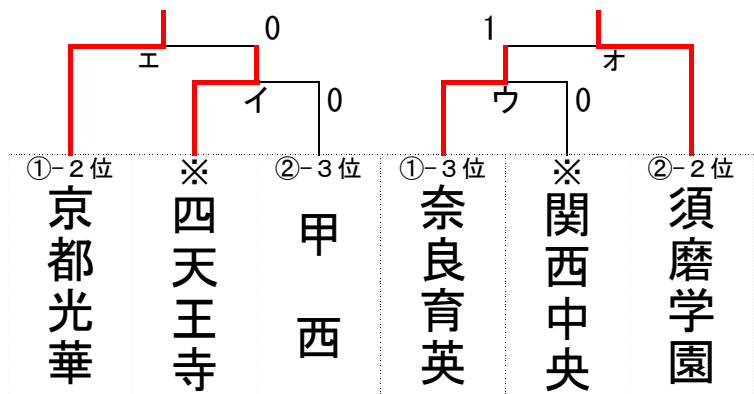 0
1
エ
オ
イ
0
ウ
0
①-2位
※
②-3位
①-3位
※
②-2位
京都光華
四天王寺
甲西
奈良育英
関西中央
須磨学園